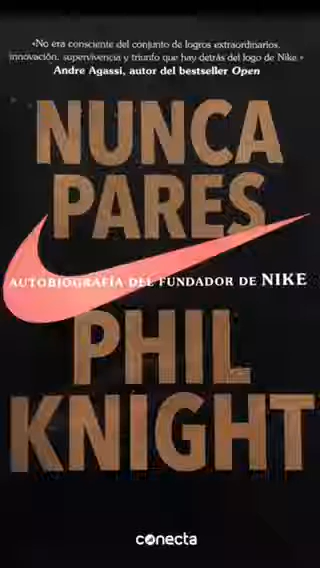 «No era consciente del conjunto de logros extraordinarios,
innovación, supervivencia y triunfo que hay detrás del logo de Nike.»
Andre Agassi, autor del bestseller Open
NUNCA
PARES
AUTOBIOGRAFÍA DEL FUNDADOR DE NIKE
PHIL
KNIGHT
conecta